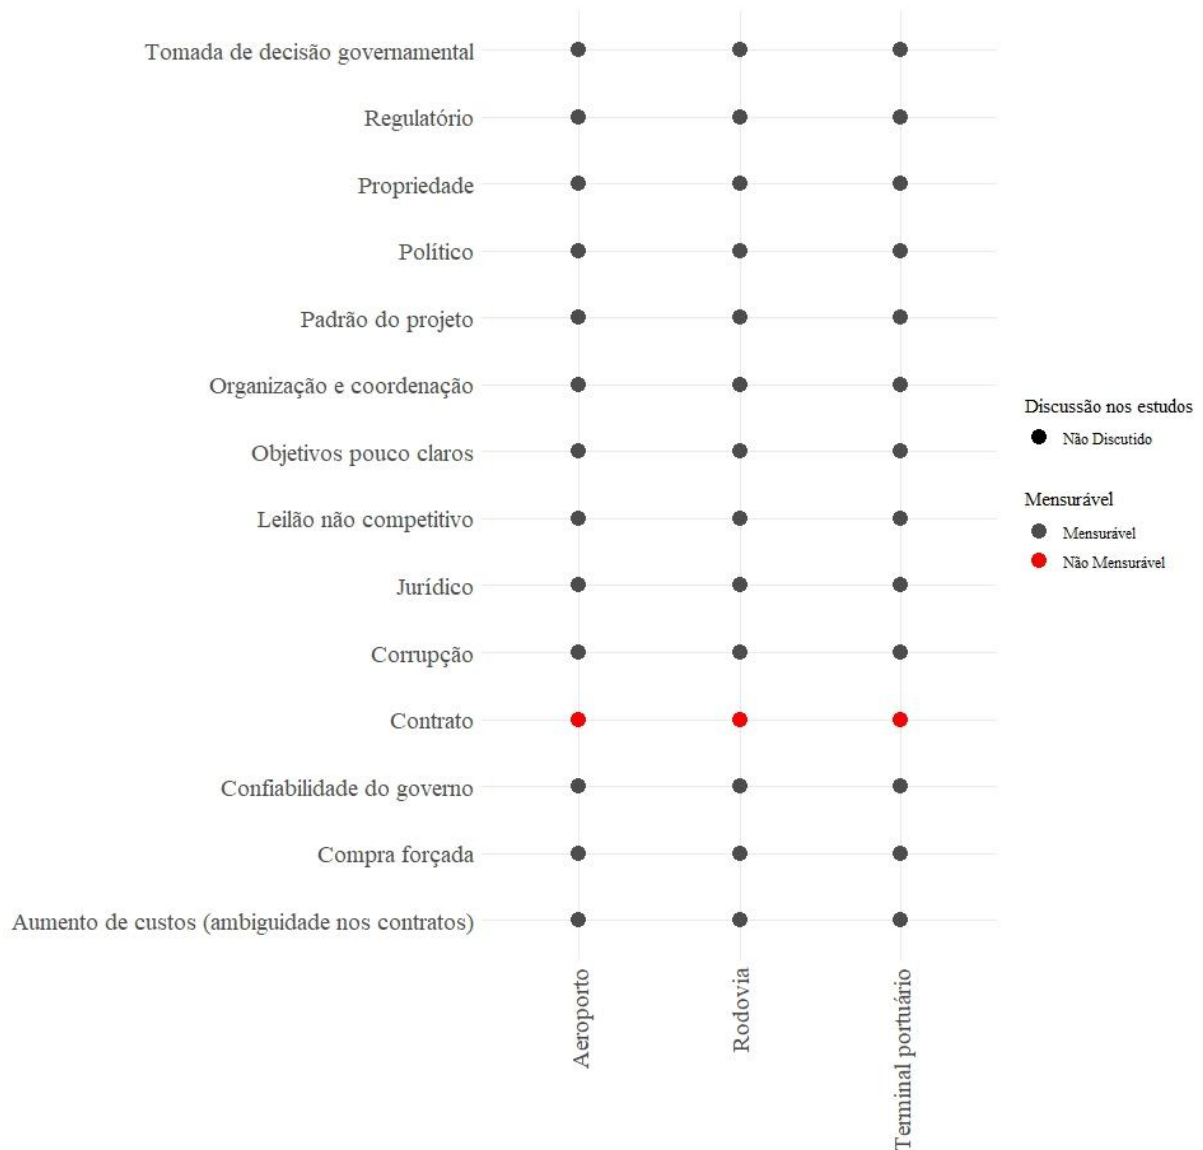 Tomada de decisão governamental
Regulatório
Propriedade
Político
Padrão do projeto
Organização e coordenação
Objetivos pouco claros
Leilão não competitivo
Jurídico
Corrupção
Contrato
Confiabilidade do governo
Compra forçada
Aumento de custos (ambiguidade nos contratos)
Aeroporto
Rodovia
Terminal portuário
Discussão nos estudos
Não Discutido
Mensurável
Mensurável
Não Mensurável